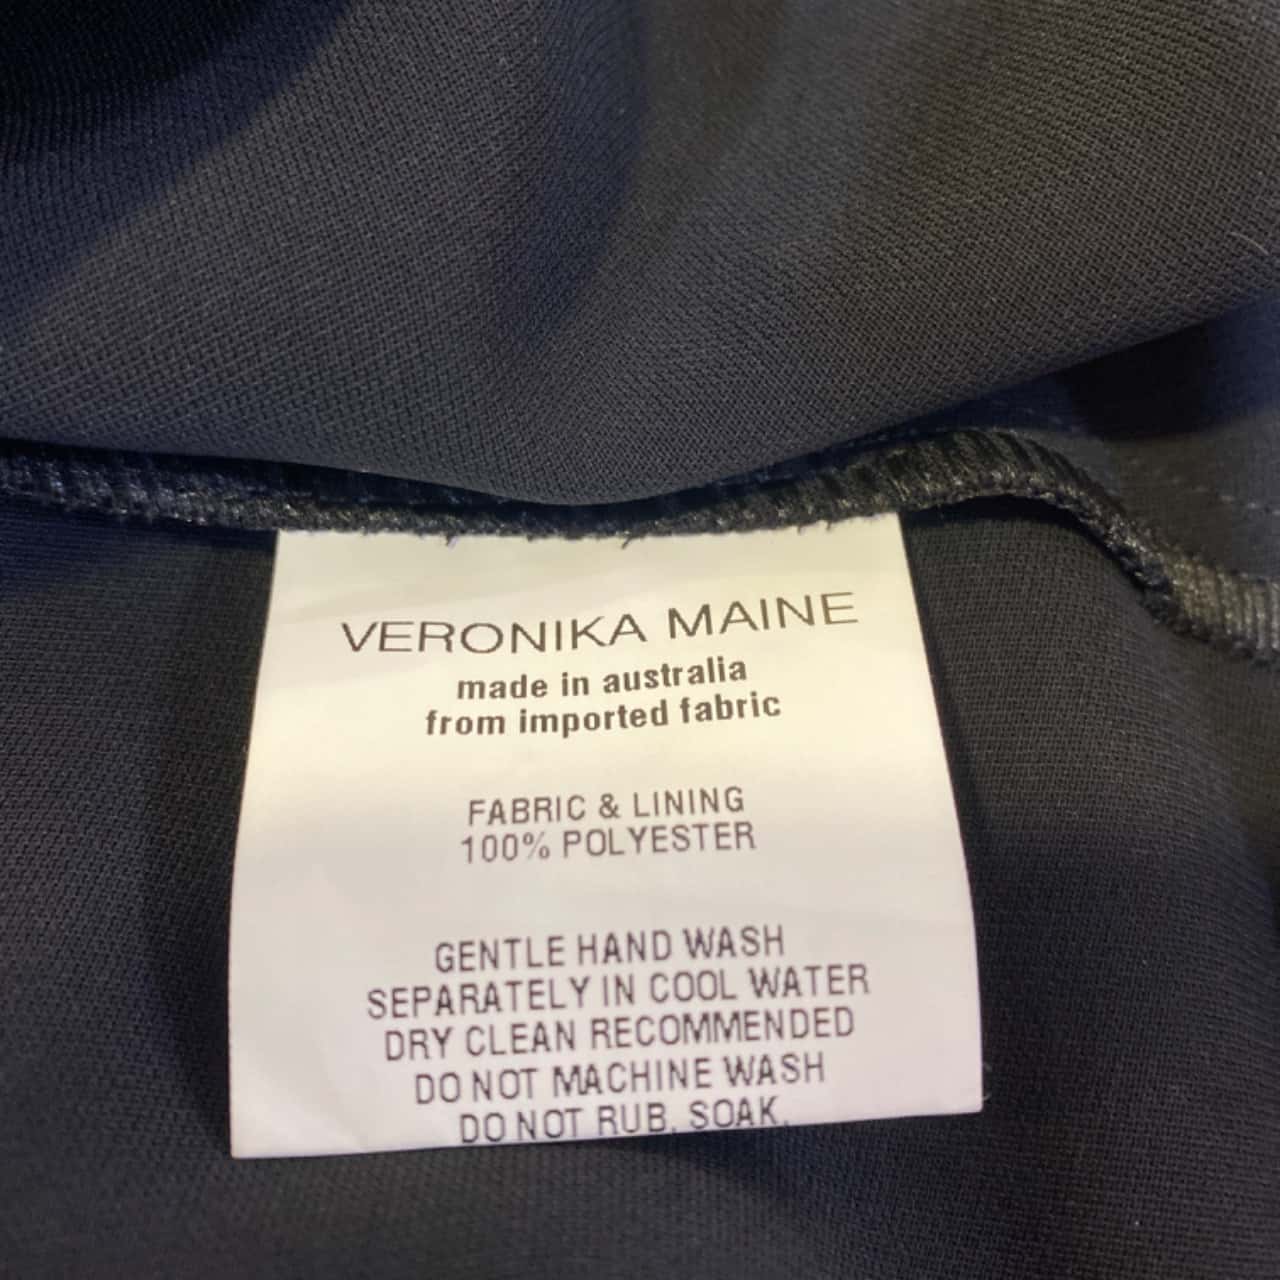 VERONIKA MAINE
made in australia
from imported fabric
FABRIC & LINING
100% POLYESTER
GENTLE HAND WASH
SEPARATELY IN COOL WATER
DRY CLEAN RECOMMENDED
DO NOT MACHINE WASH
DO NOT RUB, SOAK,